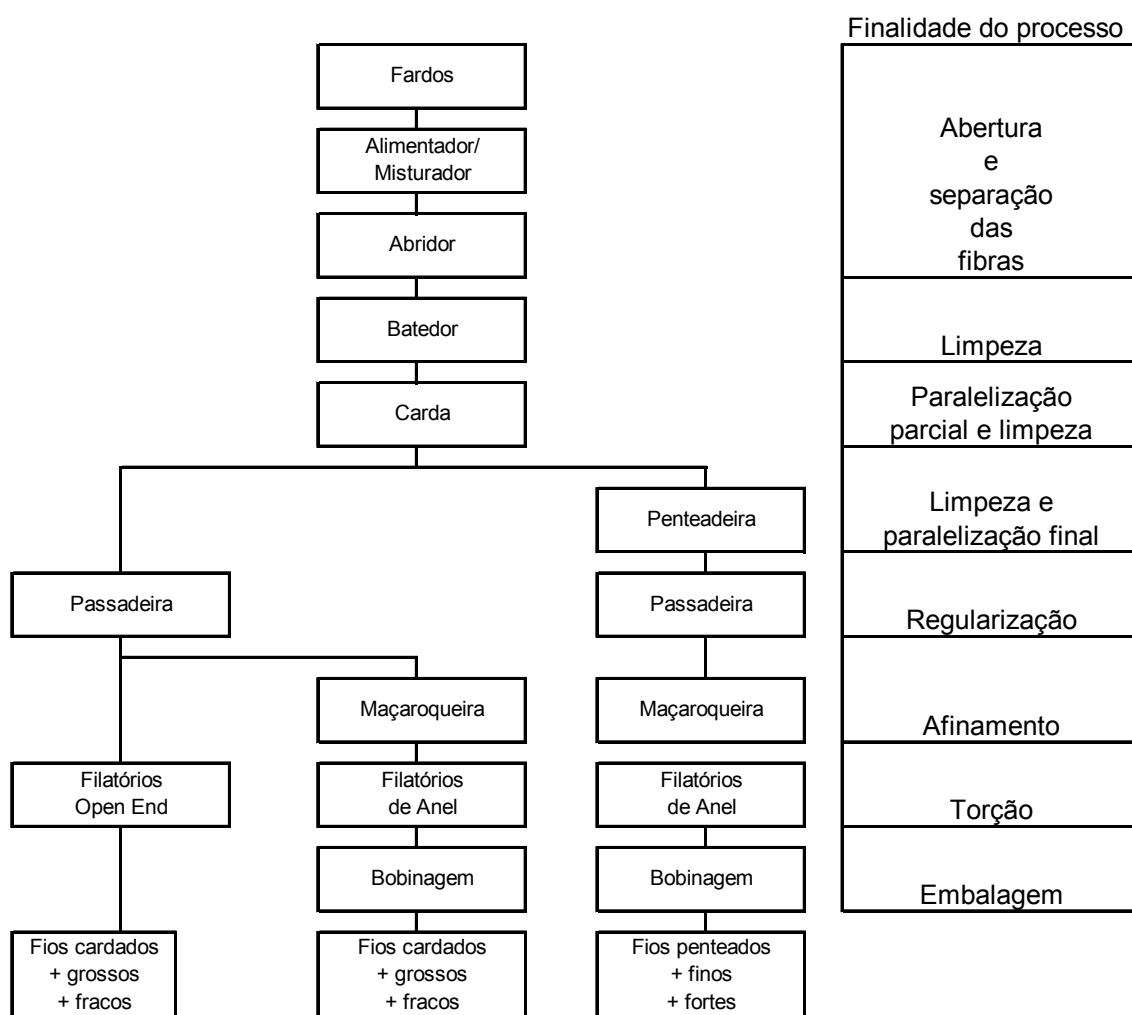 Finalidade do processo
Fardos
Alimentador/
Misturador
Abridor
Abertura
e
separação
das
fibras
Batedor
Limpeza
Carda
Paralelização
parcial e limpeza
Penteadeira
Limpeza e
paralelização final
Passadeira
Passadeira
Regularização
Maçaroqueira
Maçaroqueira
Afinamento
Filatórios
Open End
Filatórios
de Anel
Filatórios
de Anel
Torção
Bobinagem
Bobinagem
Embalagem
Fios cardados
+ grossos
+ fracos
Fios cardados
+ grossos
+ fracos
Fios penteados
+ finos
+ fortes